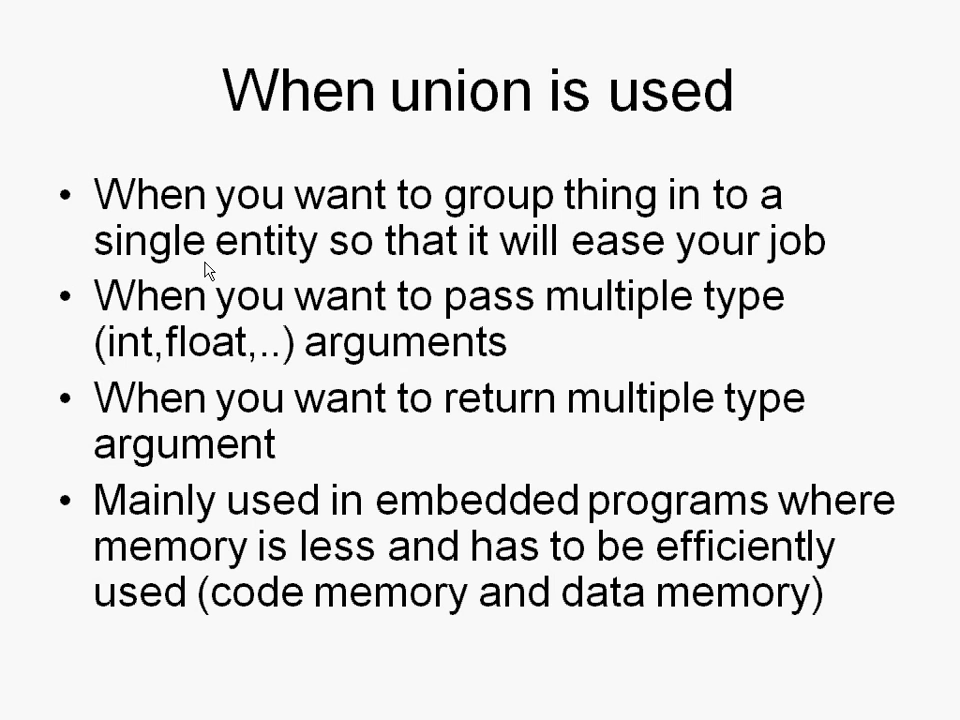 When union is used
• When you want to group thing in to a
single entity so that it will ease your job
• When you want to pass multiple type
(int,float,..) arguments
• When you want to return multiple type
argument
• Mainly used in embedded programs where
memory is less and has to be efficiently
used (code memory and data memory)